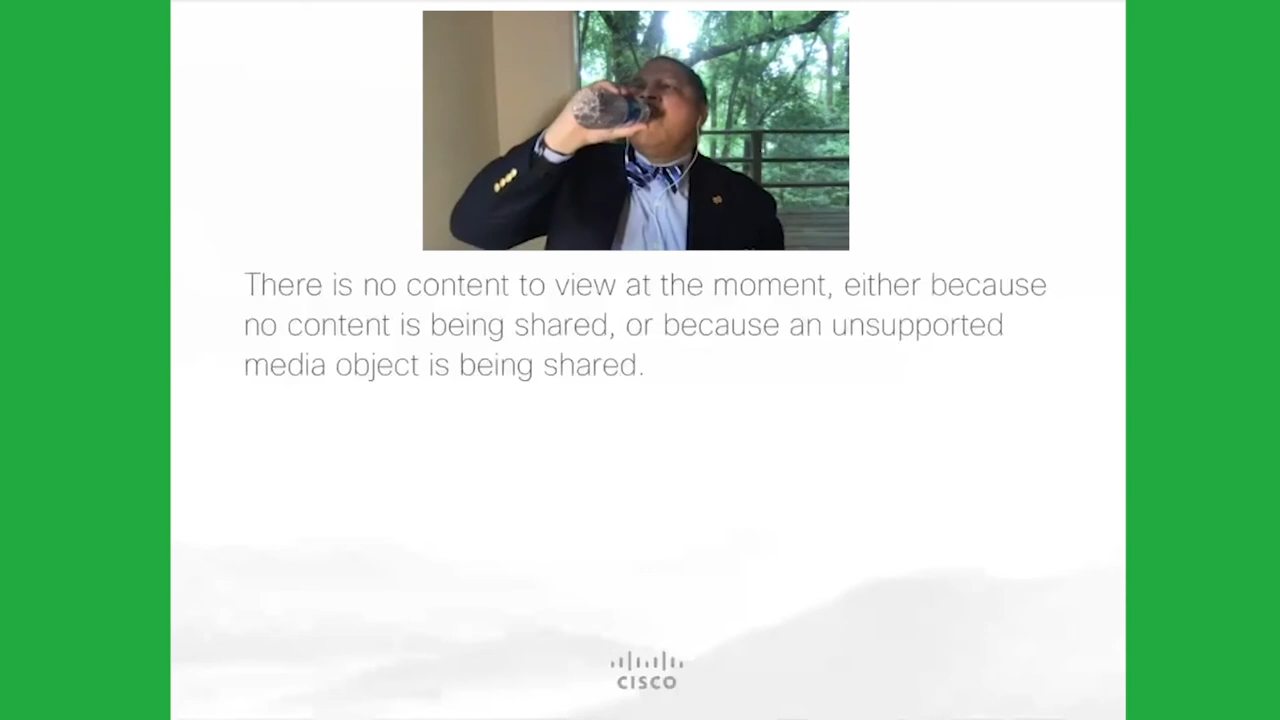 There is no content to view at the moment, either because
no content is being shared, or because an unsupported
media object is being shared.
CISCO